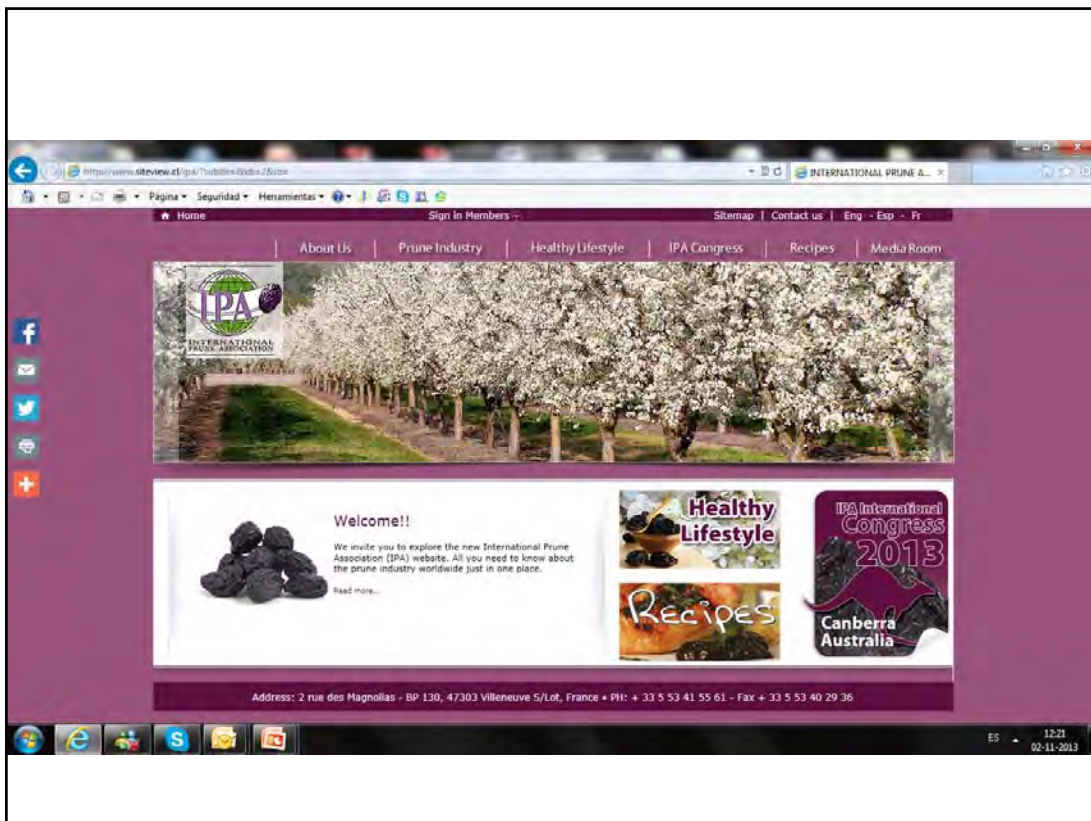 INTERNATIONAL PRUNE A...
Página Seguridad Herramientas
Home Sign in Members Sitemap | Contact us | Eng - Esp - Fr
About Us | Prune Industry | Healthy Lifestyle | IPA Congress | Recipes | Media Room
IPA
INTERNATIONAL
PRUNE ASSOCIATION
Welcome!!
We invite you to explore the new International Prune
Association (IPA) website. All you need to know about
the prune industry worldwide just in one place.
Read more...
Healthy
Lifestyle
Recipes
IPA International
Congress
2013
Canberra
Australia
Address: 2 rue des Magnolias - BP 130, 47303 Villeneuve S/Lot, France • PH: + 33 5 53 41 55 61 - Fax + 33 5 53 40 29 36
ES 12:21
02-11-2013